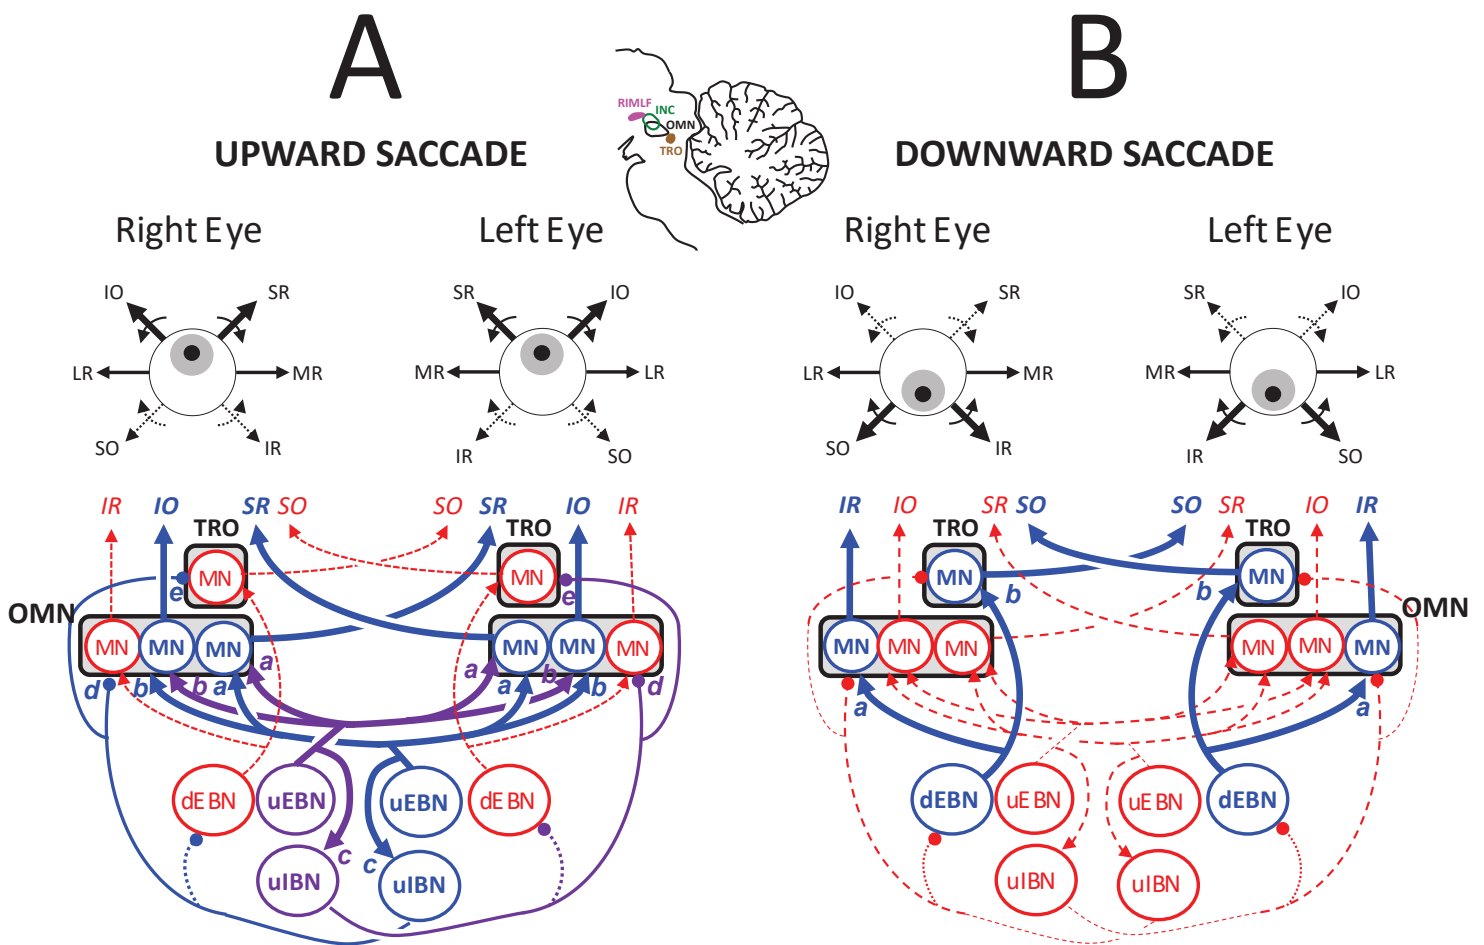 A
B
RIMLF
INC
OMN
TRO
UPWARD SACCADE
DOWNWARD SACCADE
Right Eye
Left Eye
Right Eye
Left Eye
IO
SR
SR
IO
IO
SR
SR
IO
LR
MR
MR
LR
LR
MR
MR
LR
SO
IR
IR
SO
SO
IR
IR
SO
IR
IO
SR
SO
SO
SR
IO
IR
IR
IO
SR
SO
SO
SR
IO
IR
TRO
TRO
TRO
TRO
MN
MN
MN
MN
e
e
b
b
OMN
OMN
MN
MN
MN
MN
MN
MN
MN
MN
MN
MN
MN
MN
d
b
b
a
a
a
a
b
b
d
a
a
dEBN
uEBN
uEBN
dEBN
dEBN
uEBN
uEBN
dEBN
c
c
uIBN
uIBN
uIBN
uIBN